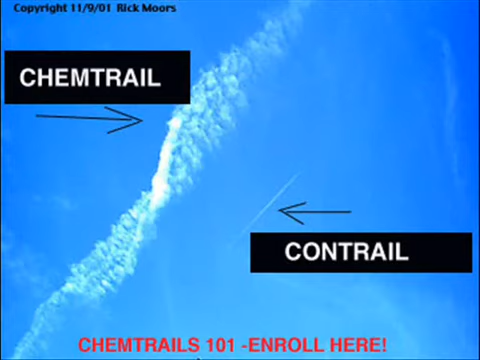 Copyright 11/9/01 Rick Moors
CHEMTRAIL
CONTRAIL
CHEMTRAILS 101 -ENROLL HERE!